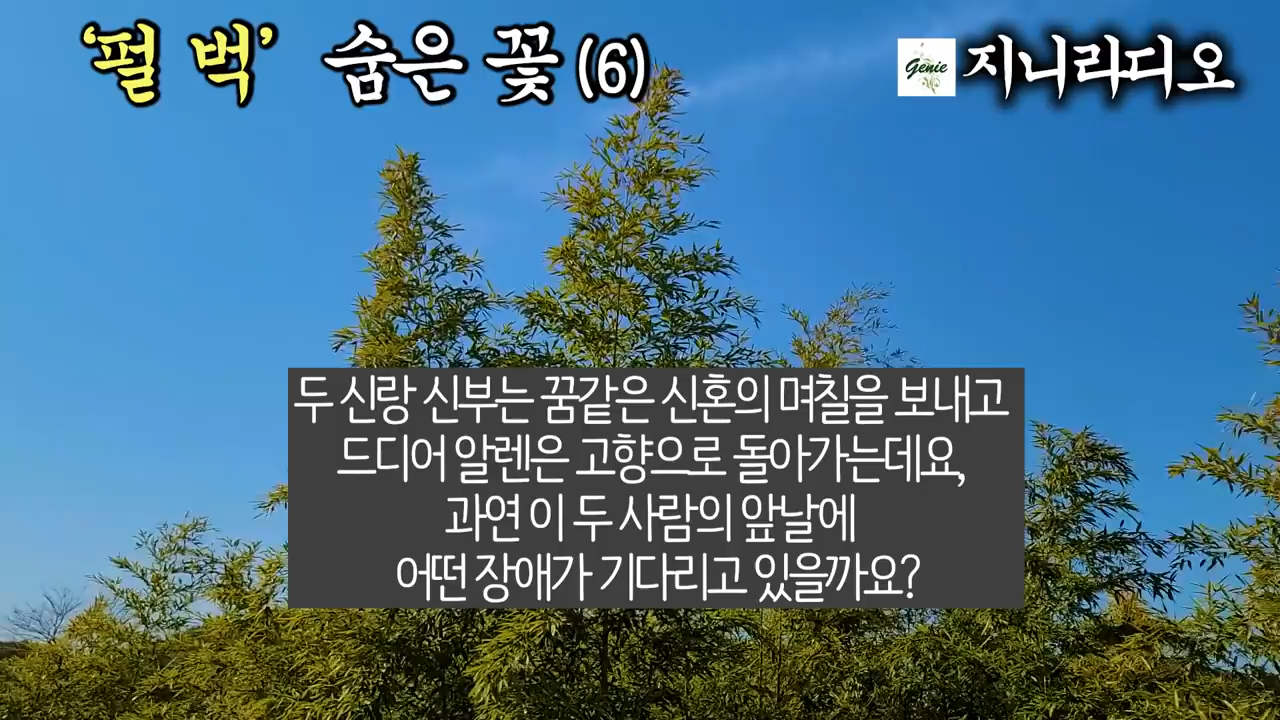 ‘펄 벅’ 숨은 꽃 (6)
Genie 지니라디오
두 신랑 신부는 꿈같은 신혼의 며칠을 보내고
드디어 알렌은 고향으로 돌아가는데요,
과연 이 두 사람의 앞날에
어떤 장애가 기다리고 있을까요?